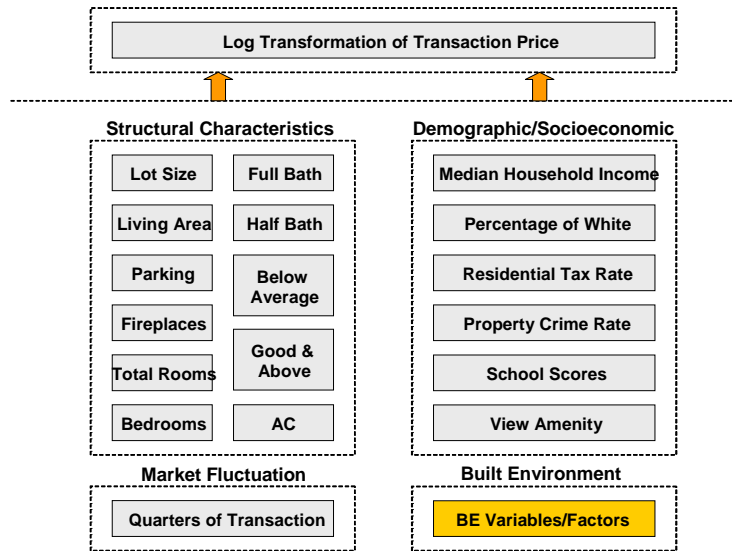 Log Transformation of Transaction Price
Structural Characteristics
Lot Size
Living Area
Parking
Fireplaces
Total Rooms
Bedrooms
Full Bath
Half Bath
Below
Average
Good &
Above
AC
Demographic/Socioeconomic
Median Household Income
Percentage of White
Residential Tax Rate
Property Crime Rate
School Scores
View Amenity
Market Fluctuation
Quarters of Transaction
Built Environment
BE Variables/Factors